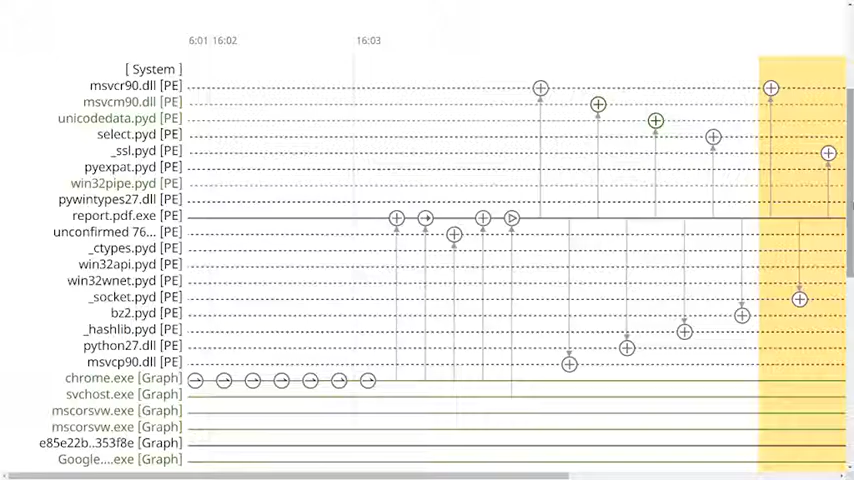 6:01 16:02 16:03
[ System ]
msvcr90.dll [PE]
msvcm90.dll [PE]
unicodedata.pyd [PE]
select.pyd [PE]
_ssl.pyd [PE]
pyexpat.pyd [PE]
win32pipe.pyd [PE]
pywintypes27.dll [PE]
report.pdf.exe [PE]
unconfirmed 76... [PE]
_ctypes.pyd [PE]
win32api.pyd [PE]
win32wnet.pyd [PE]
_socket.pyd [PE]
bz2.pyd [PE]
_hashlib.pyd [PE]
python27.dll [PE]
msvcp90.dll [PE]
chrome.exe [Graph]
svchost.exe [Graph]
mscorsvw.exe [Graph]
mscorsvw.exe [Graph]
e85e22b..353f8e [Graph]
Google....exe [Graph]